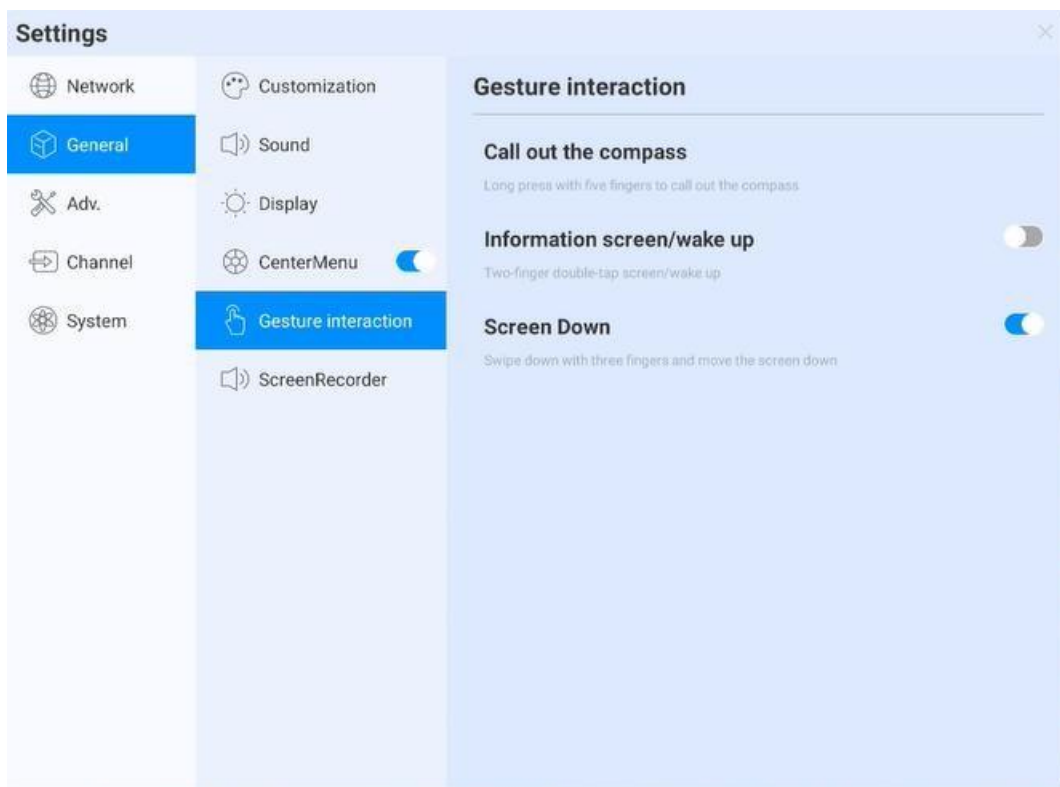 Settings
Network
General
Adv.
Channel
System
Customization
Sound
Display
CenterMenu
Gesture interaction
ScreenRecorder
Gesture interaction
Call out the compass
Long press with five fingers to call out the compass
Information screen/wake up
Two-finger double-tap screen/wake up
Screen Down
Swipe down with three fingers and move the screen down